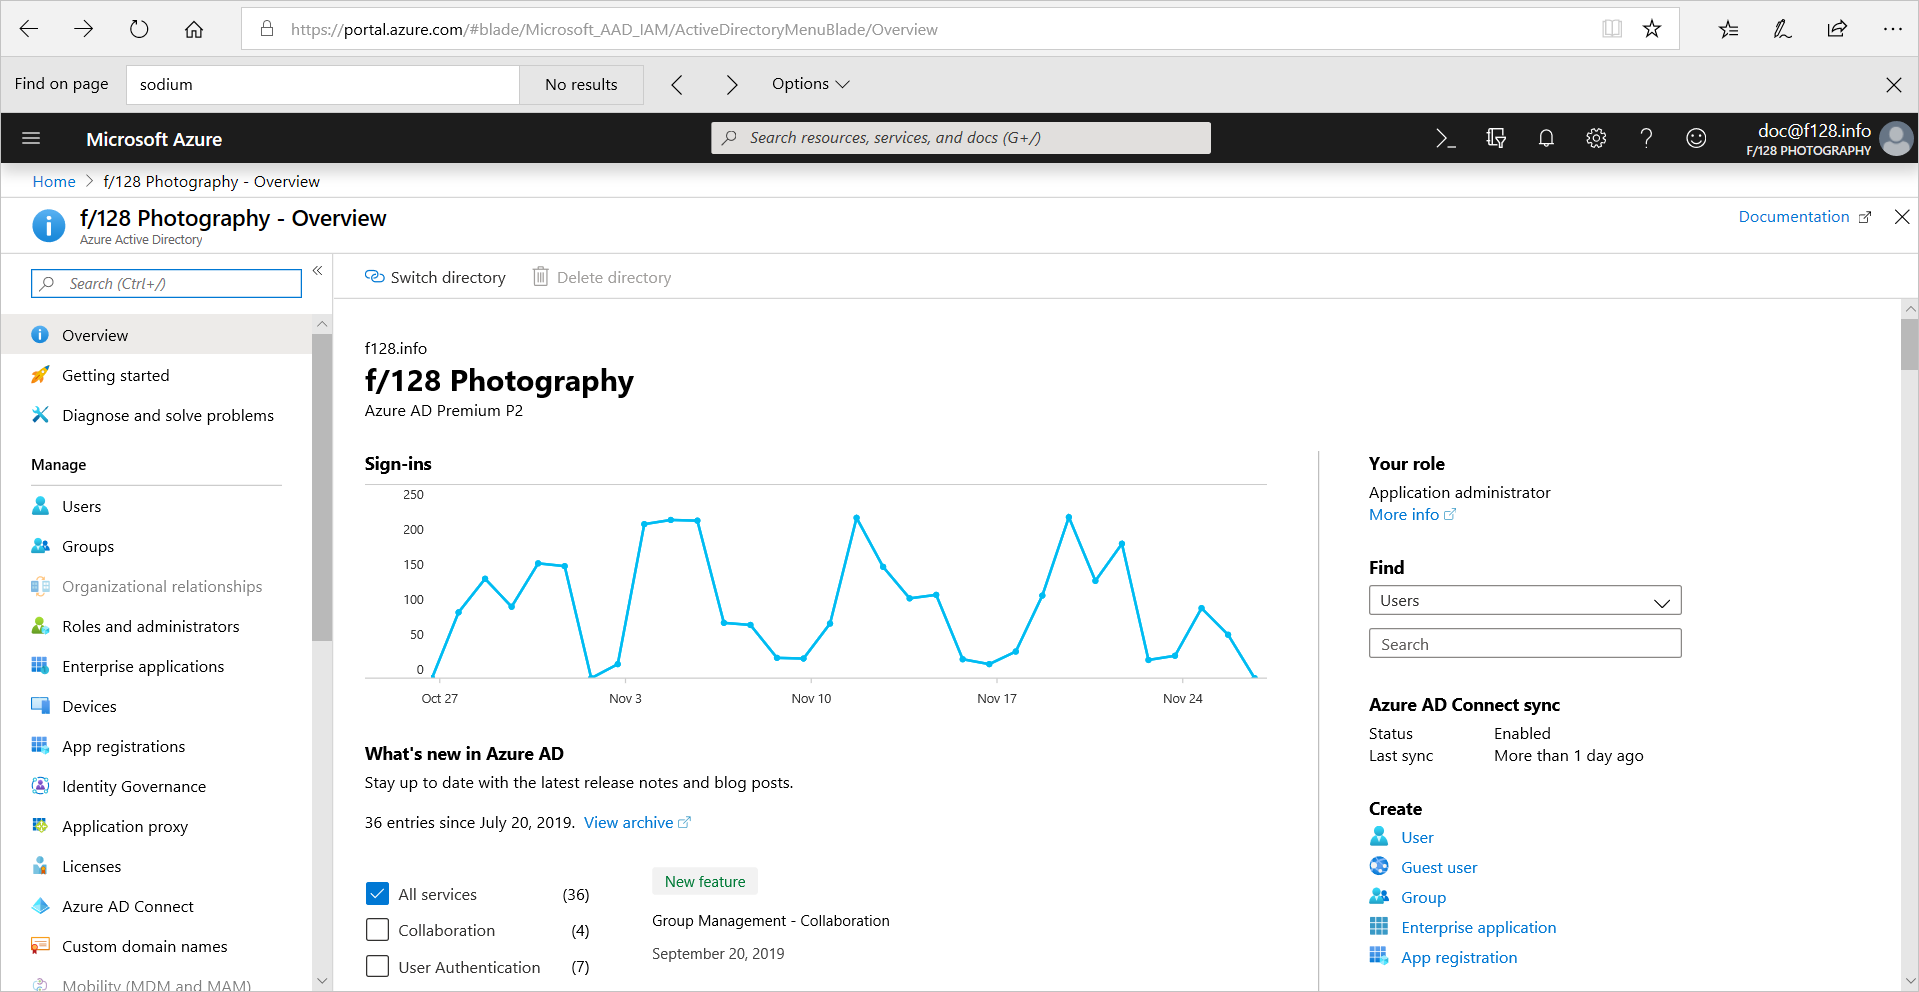 https://portal.azure.com/#blade/Microsoft_AAD_IAM/ActiveDirectoryMenuBlade/Overview
Find on page
sodium
No results
Options
Microsoft Azure
Search resources, services, and docs (G+/)
doc@f128.info
F/128 PHOTOGRAPHY
Home
f/128 Photography - Overview
f/128 Photography - Overview
Azure Active Directory
Documentation
Search (Ctrl+/)
Overview
Getting started
Diagnose and solve problems
Manage
Users
Groups
Organizational relationships
Roles and administrators
Enterprise applications
Devices
App registrations
Identity Governance
Application proxy
Licenses
Azure AD Connect
Custom domain names
Mobility (MDM and MAM)
Switch directory
Delete directory
f128.info
f/128 Photography
Azure AD Premium P2
Sign-ins
250
200
150
100
50
0
Oct 27
Nov 3
Nov 10
Nov 17
Nov 24
What's new in Azure AD
Stay up to date with the latest release notes and blog posts.
36 entries since July 20, 2019. View archive
All services (36)
Collaboration (4)
User Authentication (7)
New feature
Group Management - Collaboration
September 20, 2019
Your role
Application administrator
More info
Find
Users
Search
Azure AD Connect sync
Status Enabled
Last sync More than 1 day ago
Create
User
Guest user
Group
Enterprise application
App registration